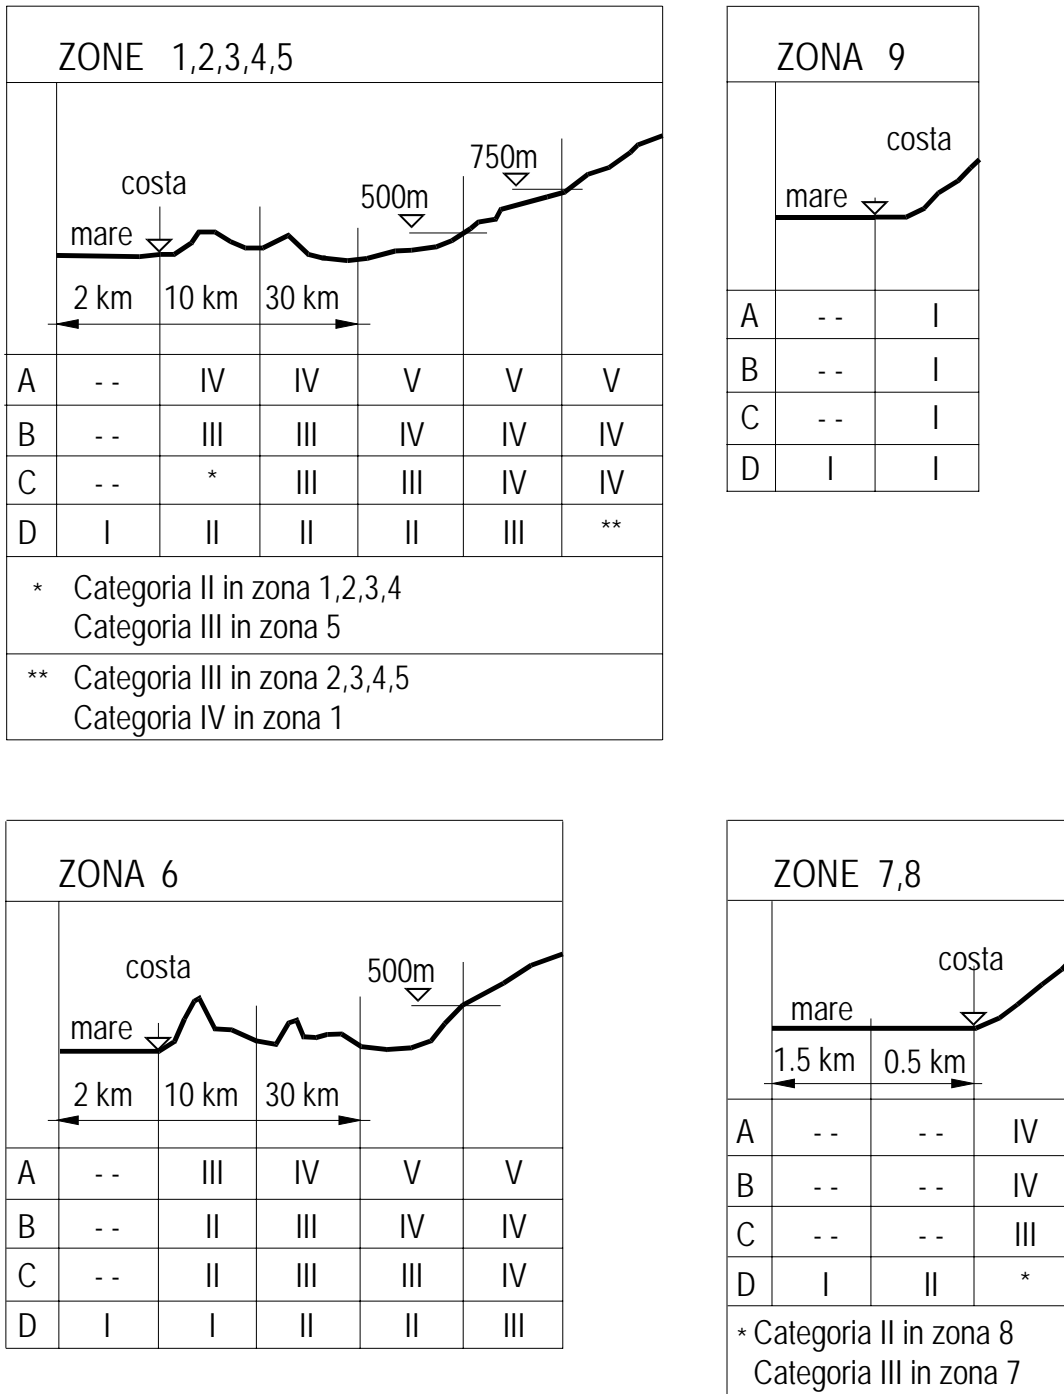 ZONE 1,2,3,4,5
costa
mare
500m
750m
2 km 10 km 30 km
A -- IV IV V V V
B -- III III IV IV IV
C -- * III III IV IV
D I II II II III **
* Categoria II in zona 1,2,3,4
Categoria III in zona 5
** Categoria III in zona 2,3,4,5
Categoria IV in zona 1
ZONA 9
costa
mare
A -- I
B -- I
C -- I
D I I
ZONA 6
costa
500m
mare
2 km 10 km 30 km
A -- III IV V V
B -- II III IV IV
C -- II III III IV
D I I II II III
ZONE 7,8
costa
mare
1.5 km 0.5 km
A -- -- IV
B -- -- IV
C -- -- III
D I II *
* Categoria II in zona 8
Categoria III in zona 7